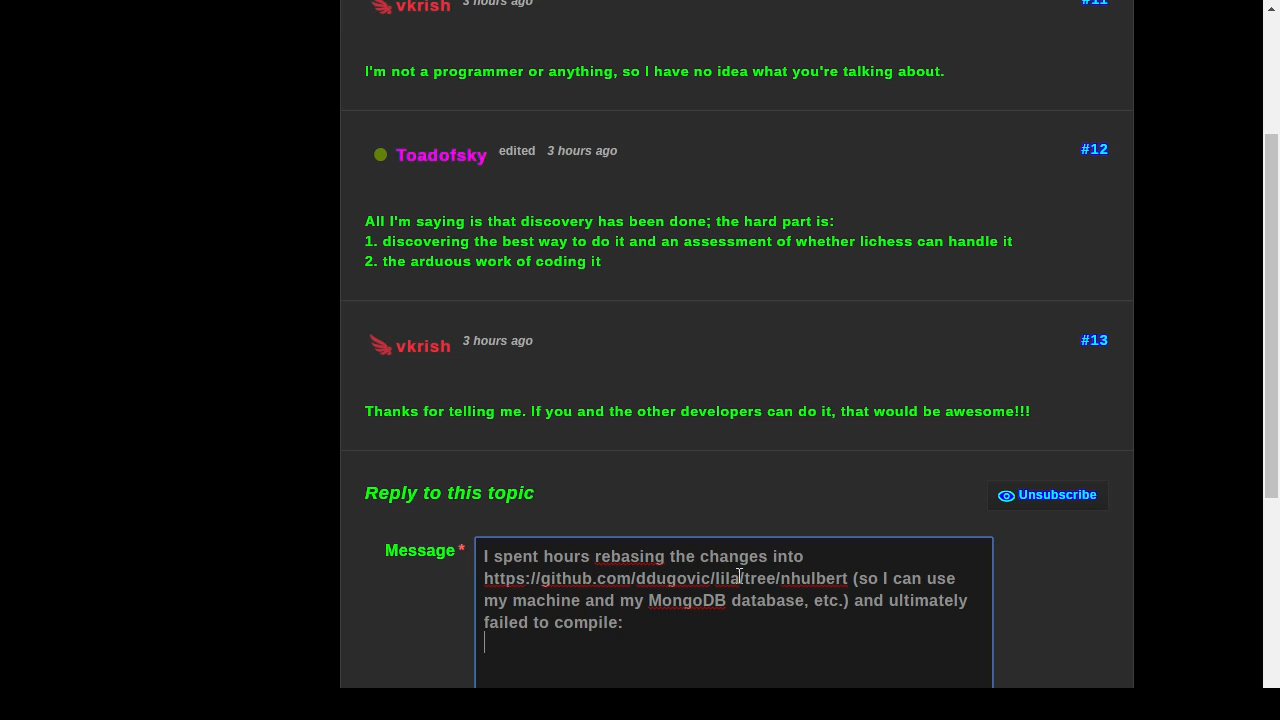 vkrish 3 hours ago #11
I'm not a programmer or anything, so I have no idea what you're talking about.
Toadofsky edited 3 hours ago #12
All I'm saying is that discovery has been done; the hard part is:
1. discovering the best way to do it and an assessment of whether lichess can handle it
2. the arduous work of coding it
vkrish 3 hours ago #13
Thanks for telling me. If you and the other developers can do it, that would be awesome!!!
Reply to this topic
Unsubscribe
Message *
I spent hours rebasing the changes into
https://github.com/ddugovic/lila/tree/nhulbert (so I can use
my machine and my MongoDB database, etc.) and ultimately
failed to compile: